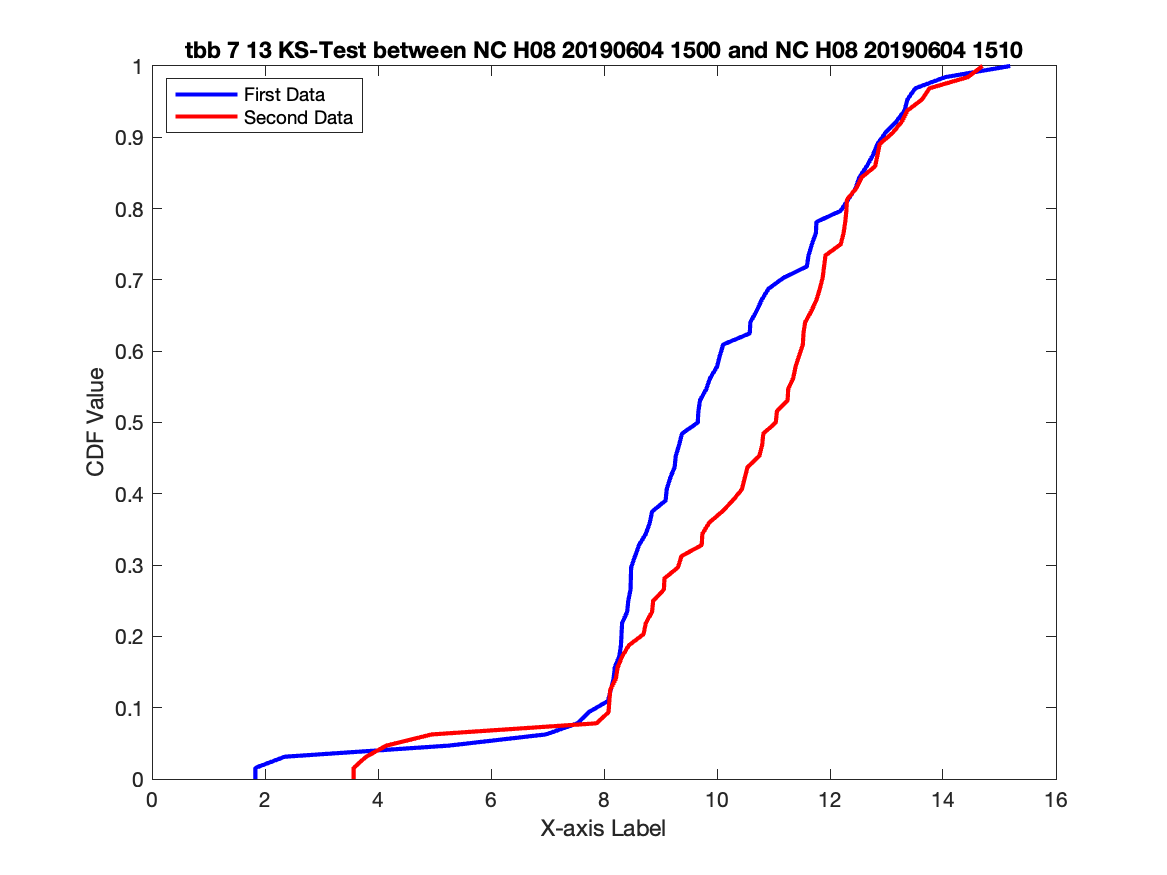 tbb 7 13 KS-Test between NC H08 20190604 1500 and NC H08 20190604 1510
First Data
Second Data
1
0.9
0.8
0.7
0.6
0.5
0.4
0.3
0.2
0.1
0
CDF Value
0 2 4 6 8 10 12 14 16
X-axis Label